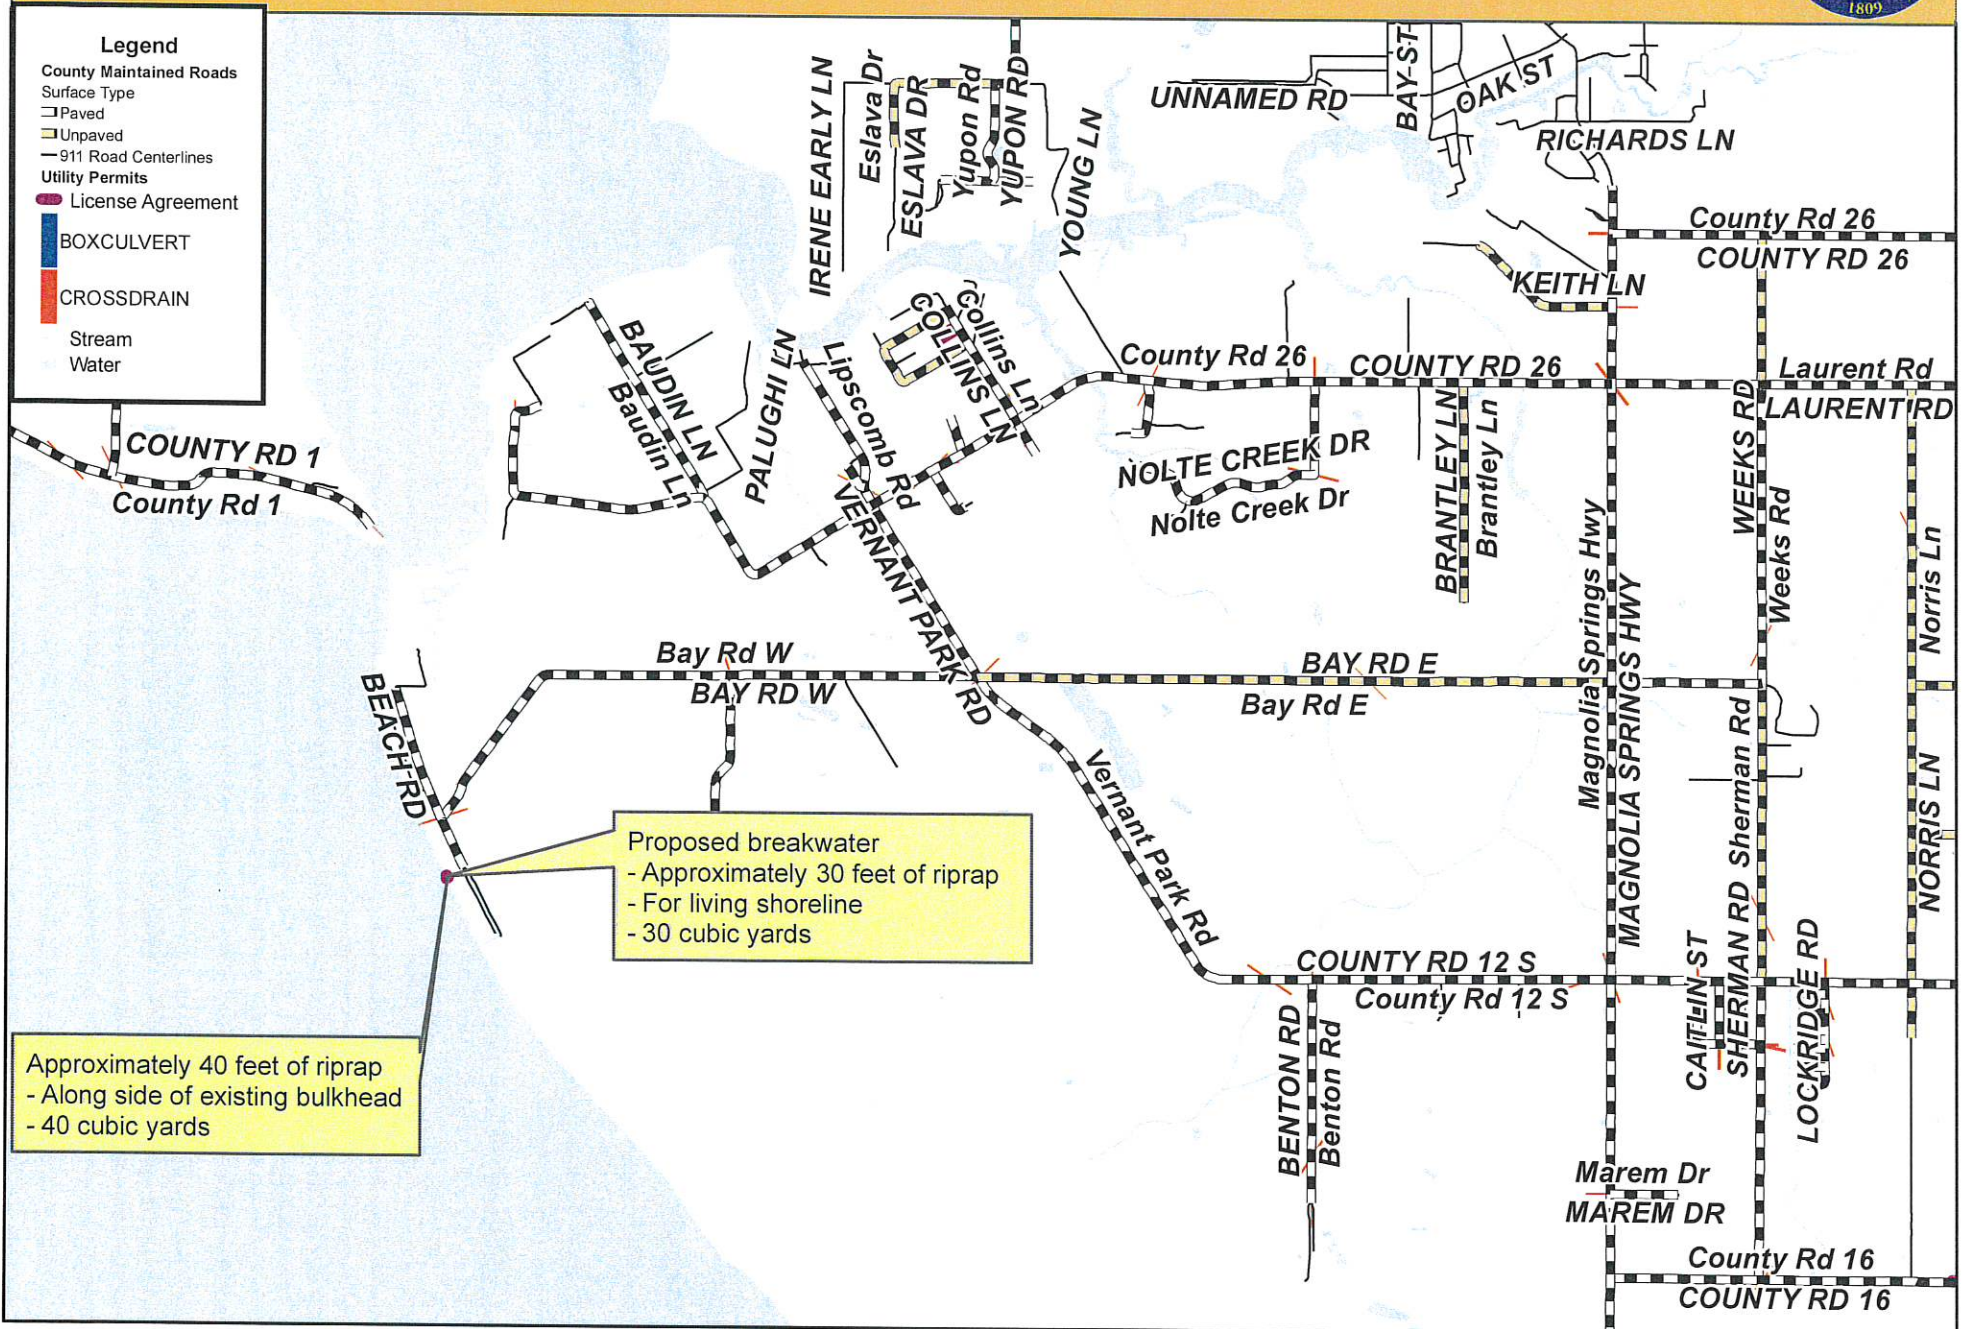 1809
Legend
County Maintained Roads
Surface Type
Paved
Unpaved
911 Road Centerlines
Utility Permits
License Agreement
BOXCULVERT
CROSSDRAIN
Stream
Water
IRENE EARLY LN
Eslava Dr
ESLAVA DR
Yupon Rd
YUPON RD
YOUNG LN
UNNAMED RD
BAY-ST
OAK ST
RICHARDS LN
County Rd 26
COUNTY RD 26
KEITH LN
BAUDIN LN
Baudin Ln
PALUGHI LN
Lipscomb Rd
COLLINS LN
Collins Ln
County Rd 26
COUNTY RD 26
Laurent Rd
LAURENT RD
COUNTY RD 1
County Rd 1
VERNANT PARK RD
NOLTE CREEK DR
Nolte Creek Dr
BRANTLEY LN
Brantley Ln
Magnolia Springs Hwy
MAGNOLIA SPRINGS HWY
WEEKS RD
Weeks Rd
Norris Ln
NORRIS LN
BEACH-RD
Bay Rd W
BAY RD W
BAY RD E
Bay Rd E
Vernant Park Rd
SHERMAN RD
Sherman Rd
Proposed breakwater
- Approximately 30 feet of riprap
- For living shoreline
- 30 cubic yards
COUNTY RD 12 S
County Rd 12 S
CAITLIN-ST
LOCKRIDGE RD
BENTON RD
Benton Rd
Approximately 40 feet of riprap
- Along side of existing bulkhead
- 40 cubic yards
Marem Dr
MAREM DR
County Rd 16
COUNTY RD 16